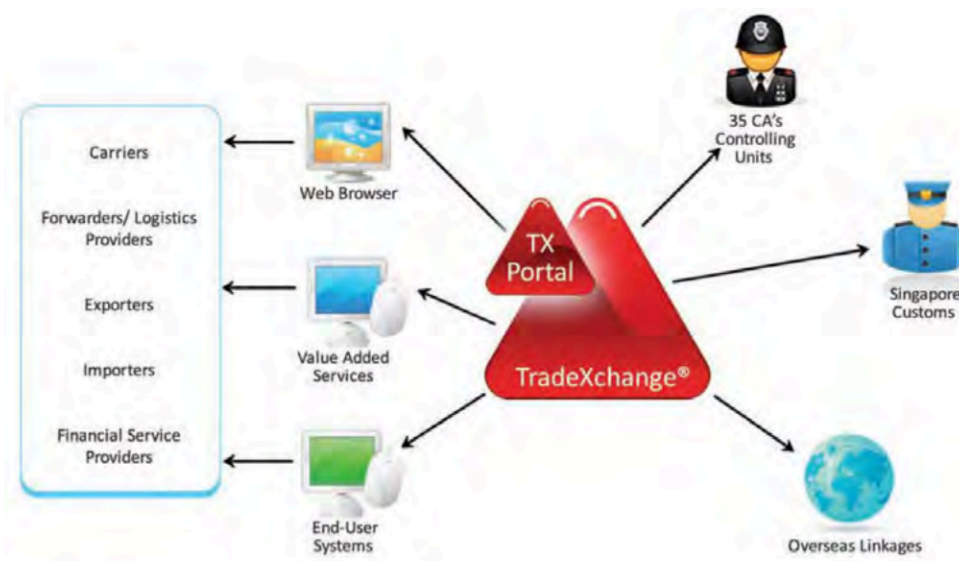 Carriers
Forwarders/ Logistics
Providers
Exporters
Importers
Financial Service
Providers
Web Browser
Value Added
Services
End-User
Systems
TX
Portal
TradeXchange®
35 CA's
Controlling
Units
Singapore
Customs
Overseas Linkages